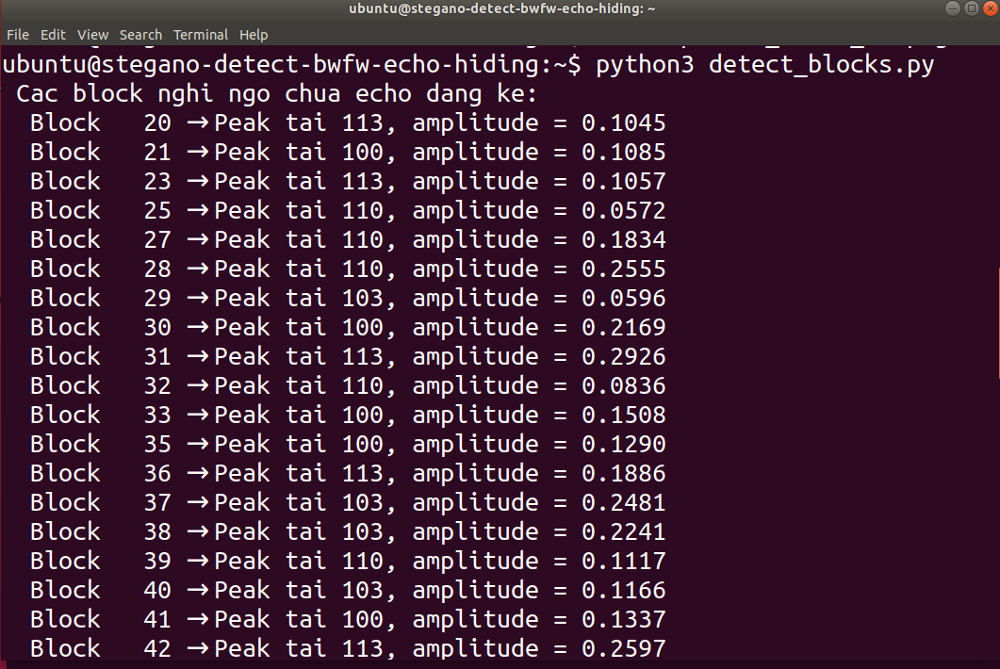 ubuntu@stegano-detect-bwfw-echo-hiding: ~
File Edit View Search Terminal Help
ubuntu@stegano-detect-bwfw-echo-hiding:~$ python3 detect_blocks.py
Cac block nghi ngo chua echo dang ke:
Block 20 →Peak tai 113, amplitude = 0.1045
Block 21 →Peak tai 100, amplitude = 0.1085
Block 23 →Peak tai 113, amplitude = 0.1057
Block 25 →Peak tai 110, amplitude = 0.0572
Block 27 →Peak tai 110, amplitude = 0.1834
Block 28 →Peak tai 110, amplitude = 0.2555
Block 29 →Peak tai 103, amplitude = 0.0596
Block 30 →Peak tai 100, amplitude = 0.2169
Block 31 →Peak tai 113, amplitude = 0.2926
Block 32 →Peak tai 110, amplitude = 0.0836
Block 33 →Peak tai 100, amplitude = 0.1508
Block 35 →Peak tai 100, amplitude = 0.1290
Block 36 →Peak tai 113, amplitude = 0.1886
Block 37 →Peak tai 103, amplitude = 0.2481
Block 38 →Peak tai 103, amplitude = 0.2241
Block 39 →Peak tai 110, amplitude = 0.1117
Block 40 →Peak tai 103, amplitude = 0.1166
Block 41 →Peak tai 100, amplitude = 0.1337
Block 42 →Peak tai 113, amplitude = 0.2597